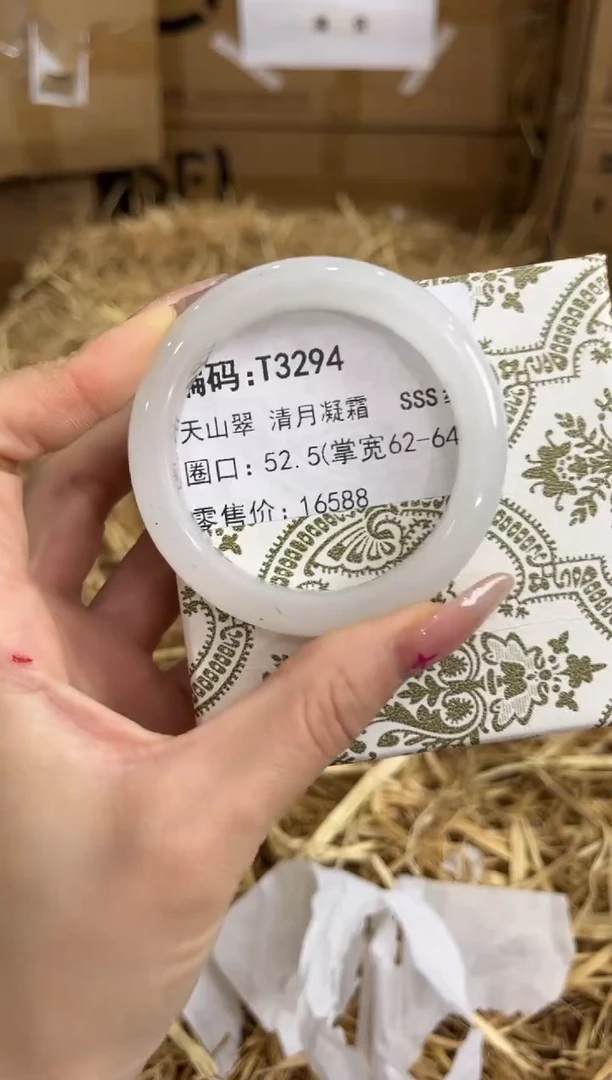 编码:T3294
天山翠 清月凝霜 SSS
圈口: 52.5(掌宽62-64
零售价: 16588